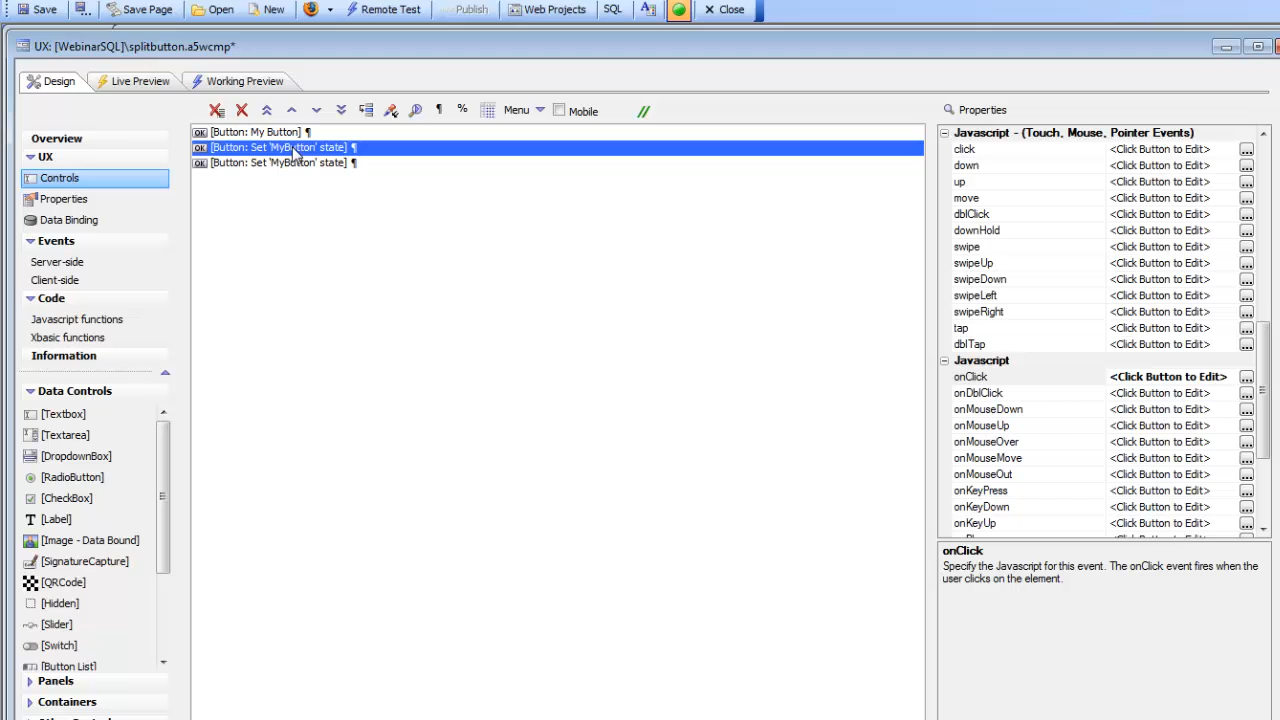 Save Save Page Open New Remote Test Publish Web Projects SQL A Close
UX: [WebinarSQL]\splitbutton.a5wcmp*
Design Live Preview Working Preview
¶ % Menu Mobile // Properties
Overview
UX
Controls
Properties
Data Binding
Events
Server-side
Client-side
Code
Javascript functions
Xbasic functions
Information
Data Controls
[Textbox]
[Textarea]
[DropdownBox]
[RadioButton]
[CheckBox]
T [Label]
[Image - Data Bound]
[SignatureCapture]
[QRCode]
[Hidden]
[Slider]
[Switch]
[Button List]
Panels
Containers
OK [Button: My Button] ¶
OK [Button: Set 'MyButton' state] ¶
OK [Button: Set 'MyButton' state] ¶
Javascript - (Touch, Mouse, Pointer Events)
click <Click Button to Edit> ...
down <Click Button to Edit> ...
up <Click Button to Edit> ...
move <Click Button to Edit> ...
dblClick <Click Button to Edit> ...
downHold <Click Button to Edit> ...
swipe <Click Button to Edit> ...
swipeUp <Click Button to Edit> ...
swipeDown <Click Button to Edit> ...
swipeLeft <Click Button to Edit> ...
swipeRight <Click Button to Edit> ...
tap <Click Button to Edit> ...
dblTap <Click Button to Edit> ...
Javascript
onClick <Click Button to Edit> ...
onDblClick <Click Button to Edit> ...
onMouseDown <Click Button to Edit> ...
onMouseUp <Click Button to Edit> ...
onMouseOver <Click Button to Edit> ...
onMouseMove <Click Button to Edit> ...
onMouseOut <Click Button to Edit> ...
onKeyPress <Click Button to Edit> ...
onKeyDown <Click Button to Edit> ...
onKeyUp <Click Button to Edit> ...
onClick
Specify the Javascript for this event. The onClick event fires when the
user clicks on the element.